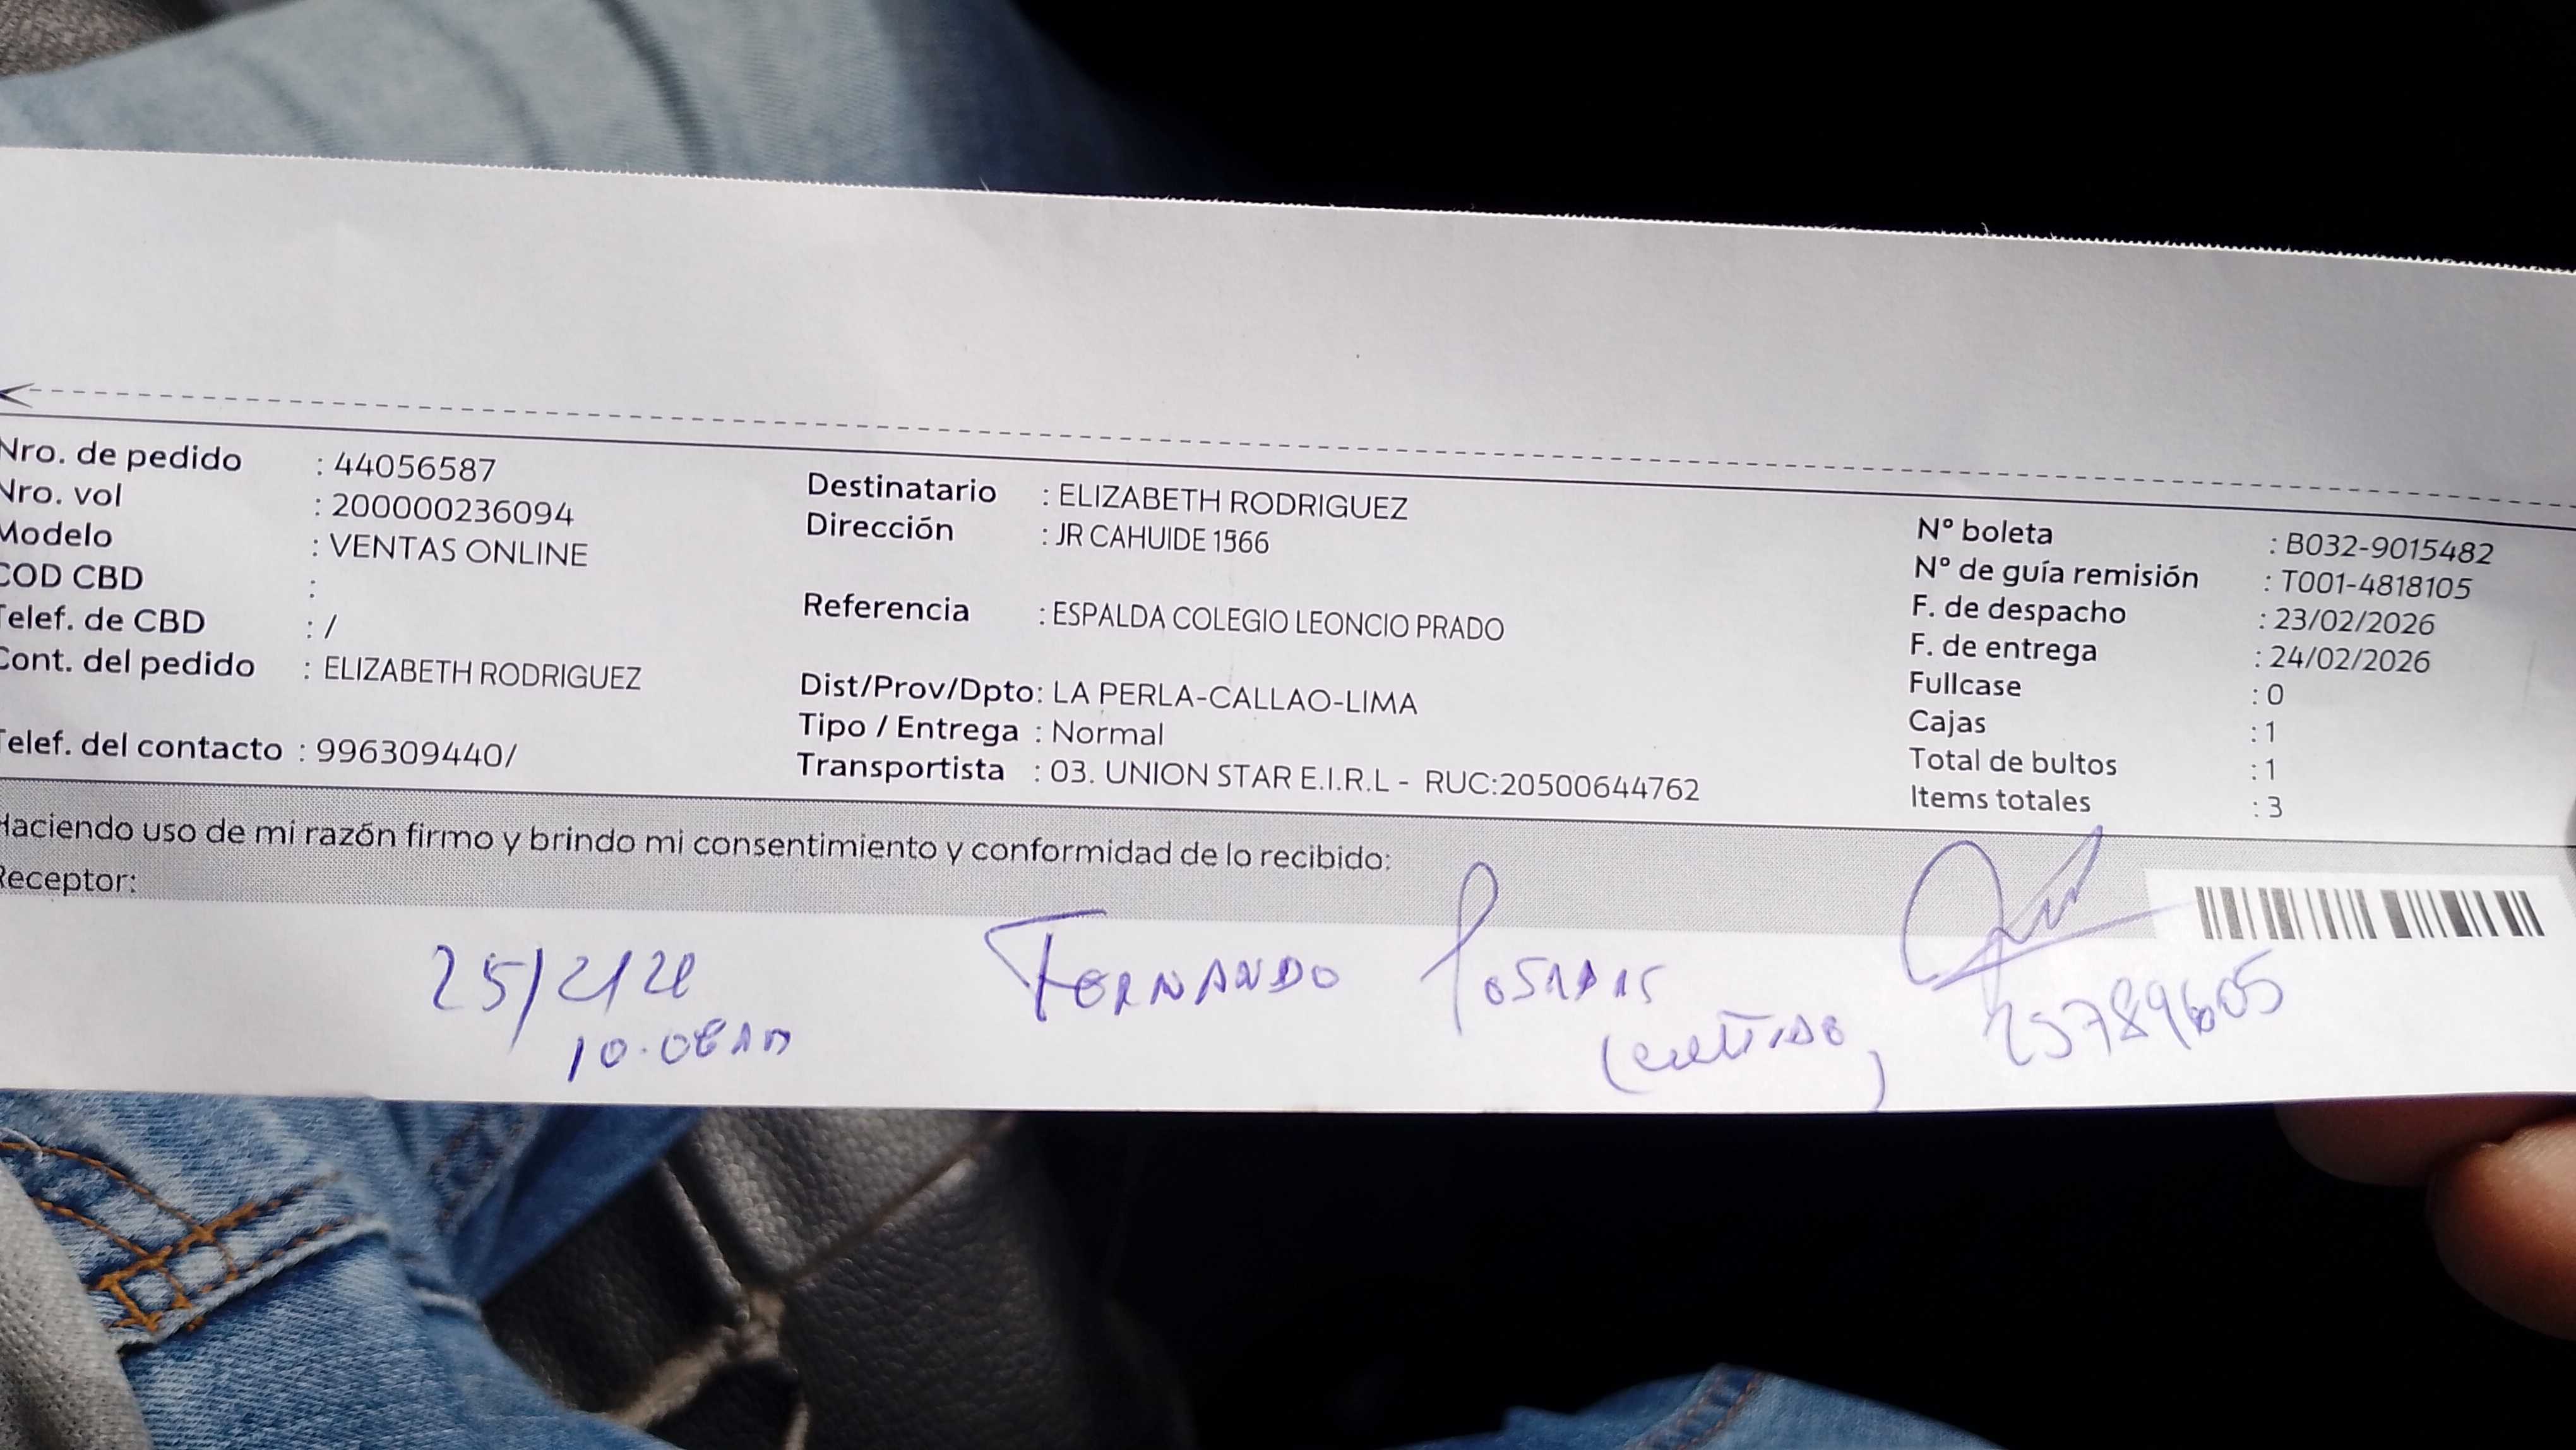 Nro. de pedido : 44056587
Nro. vol : 200000236094
Modelo : VENTAS ONLINE
COD CBD :
Telef. de CBD : /
Cont. del pedido : ELIZABETH RODRIGUEZ
Telef. del contacto : 996309440/
Destinatario : ELIZABETH RODRIGUEZ
Dirección : JR CAHUIDE 1566
Referencia : ESPALDA COLEGIO LEONCIO PRADO
Dist/Prov/Dpto: LA PERLA-CALLAO-LIMA
Tipo / Entrega : Normal
Transportista : 03. UNION STAR E.I.R.L - RUC:20500644762
N° boleta : B032-9015482
N° de guía remisión : T001-4818105
F. de despacho : 23/02/2026
F. de entrega : 24/02/2026
Fullcase : 0
Cajas : 1
Total de bultos : 1
Items totales : 3
Haciendo uso de mi razón firmo y brindo mi consentimiento y conformidad de lo recibido:
Receptor:
FERNANDO POSADAS
25789605